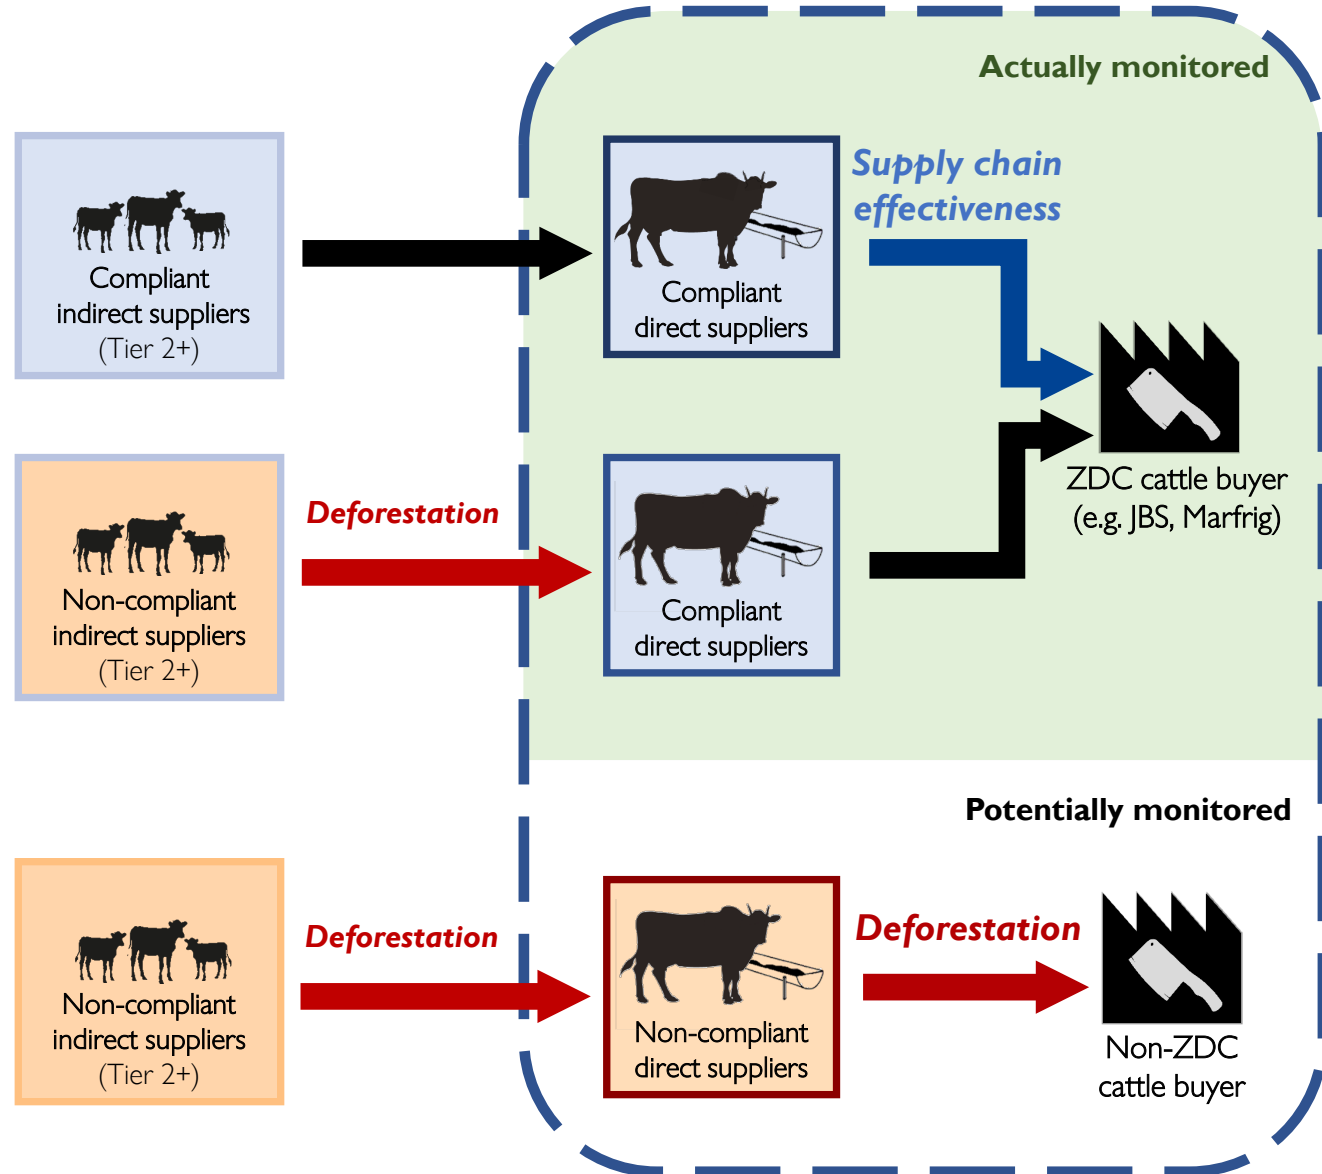 Actually monitored
Supply chain
effectiveness
Compliant
indirect suppliers
(Tier 2+)
Compliant
direct suppliers
ZDC cattle buyer
(e.g. JBS, Marfrig)
Deforestation
Non-compliant
indirect suppliers
(Tier 2+)
Compliant
direct suppliers
Potentially monitored
Deforestation
Deforestation
Non-compliant
indirect suppliers
(Tier 2+)
Non-compliant
direct suppliers
Non-ZDC
cattle buyer